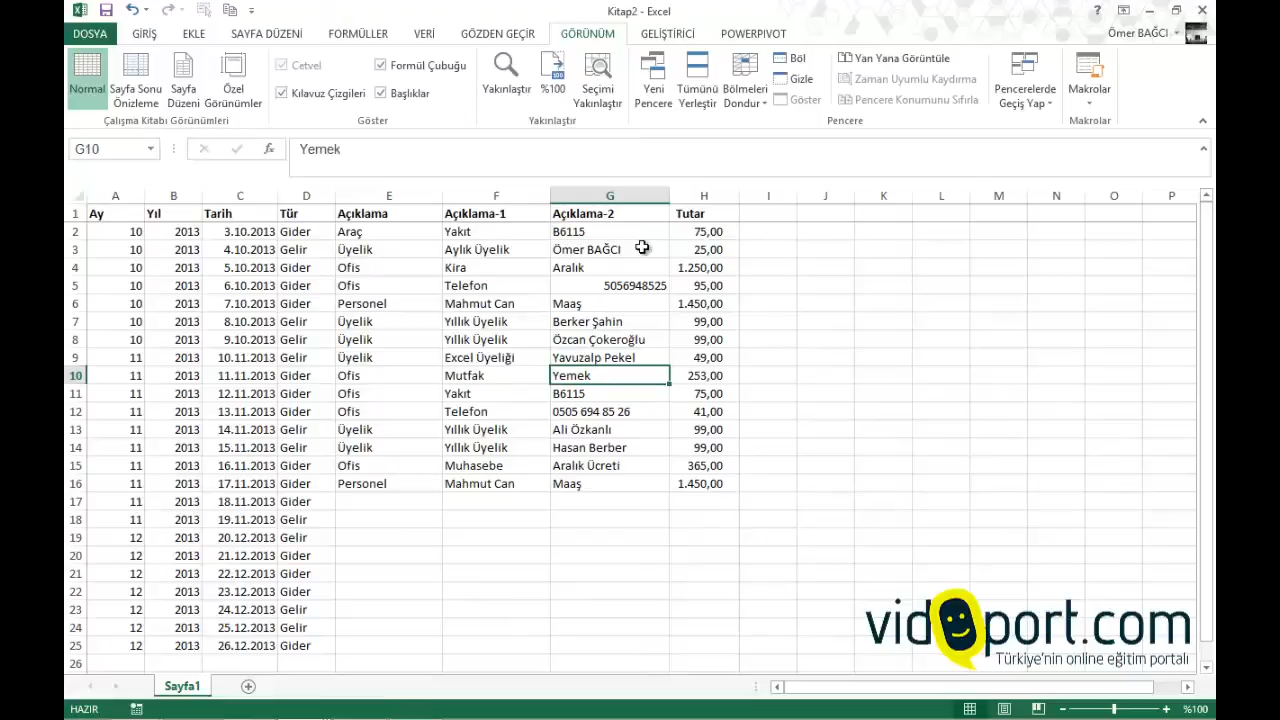 Kitap2 - Excel
DOSYA GİRİŞ EKLE SAYFA DÜZENİ FORMÜLLER VERİ GÖZDEN GEÇİR GÖRÜNÜM GELİŞTİRİCİ POWERPIVOT Ömer BAĞCI
Normal Sayfa Sonu Önizleme Sayfa Düzeni Özel Görünümler
Çalışma Kitabı Görünümleri
Cetvel Formül Çubuğu
Kılavuz Çizgileri Başlıklar
Göster
Yakınlaştır %100 Seçimi Yakınlaştır
Yakınlaştır
Yeni Pencere Tümünü Yerleştir Bölmeleri Dondur
Böl
Gizle
Göster
Yan Yana Görüntüle
Zaman Uyumlu Kaydırma
Pencere Konumunu Sıfırla
Pencerelerde Geçiş Yap
Pencere
Makrolar
Makrolar
G10 fx Yemek
A B C D E F G H I J K L M N O P
1 Ay Yıl Tarih Tür Açıklama Açıklama-1 Açıklama-2 Tutar
2 10 2013 3.10.2013 Gider Araç Yakıt B6115 75,00
3 10 2013 4.10.2013 Gelir Üyelik Aylık Üyelik Ömer BAĞCI 25,00
4 10 2013 5.10.2013 Gider Ofis Kira Aralık 1.250,00
5 10 2013 6.10.2013 Gider Ofis Telefon 5056948525 95,00
6 10 2013 7.10.2013 Gider Personel Mahmut Can Maaş 1.450,00
7 10 2013 8.10.2013 Gelir Üyelik Yıllık Üyelik Berker Şahin 99,00
8 10 2013 9.10.2013 Gelir Üyelik Yıllık Üyelik Özcan Çokeroğlu 99,00
9 11 2013 10.11.2013 Gelir Üyelik Excel Üyeliği Yavuzalp Pekel 49,00
10 11 2013 11.11.2013 Gider Ofis Mutfak Yemek 253,00
11 11 2013 12.11.2013 Gider Ofis Yakıt B6115 75,00
12 11 2013 13.11.2013 Gider Ofis Telefon 0505 694 85 26 41,00
13 11 2013 14.11.2013 Gelir Üyelik Yıllık Üyelik Ali Özkanlı 99,00
14 11 2013 15.11.2013 Gelir Üyelik Yıllık Üyelik Hasan Berber 99,00
15 11 2013 16.11.2013 Gider Ofis Muhasebe Aralık Ücreti 365,00
16 11 2013 17.11.2013 Gider Personel Mahmut Can Maaş 1.450,00
17 11 2013 18.11.2013 Gider
18 11 2013 19.11.2013 Gelir
19 12 2013 20.12.2013 Gelir
20 12 2013 21.12.2013 Gider
21 12 2013 22.12.2013 Gider
22 12 2013 23.12.2013 Gider
23 12 2013 24.12.2013 Gelir
24 12 2013 25.12.2013 Gelir
25 12 2013 26.12.2013 Gider
26
vidoport.com
Türkiye'nin online eğitim portalı
Sayfa1
HAZIR %100